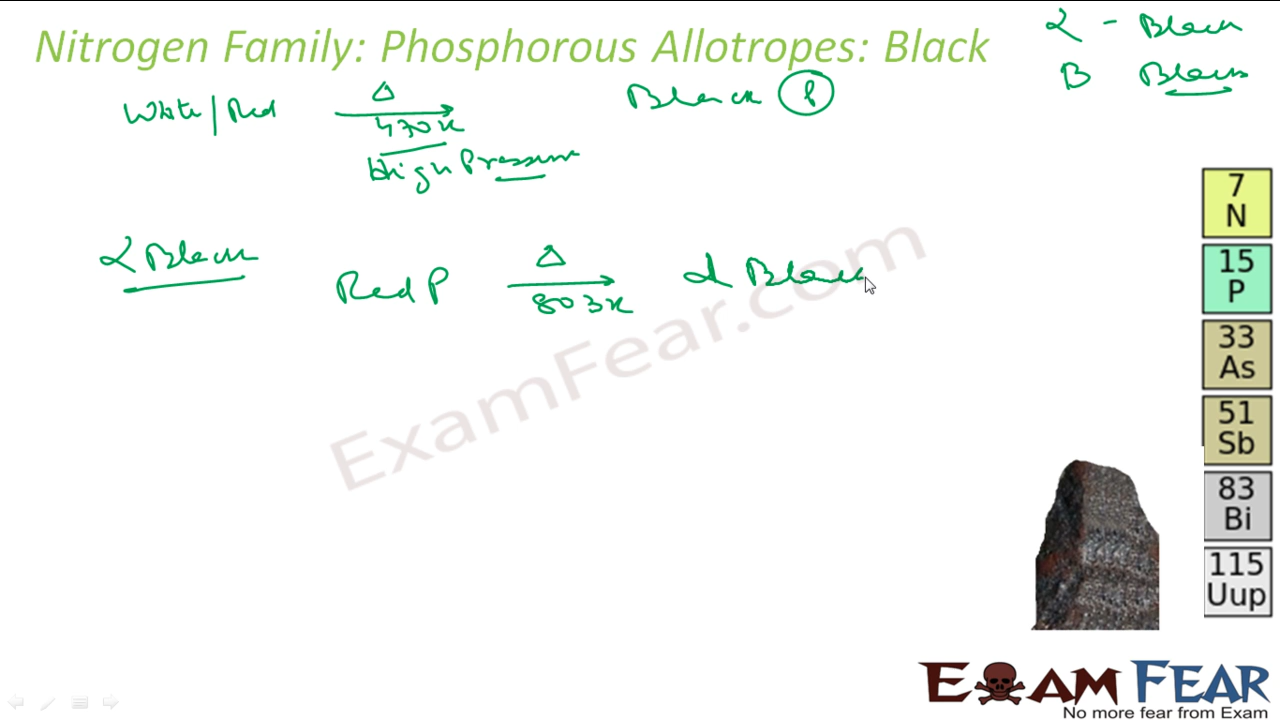 Nitrogen Family: Phosphorous Allotropes: Black
α - Black
β Black
White/Red Δ 470K High Pressure Black P
α Black
Red P Δ 803K α Black
ExamFear.com
7
N
15
P
33
As
51
Sb
83
Bi
115
Uup
EXAM FEAR
No more fear from Exam